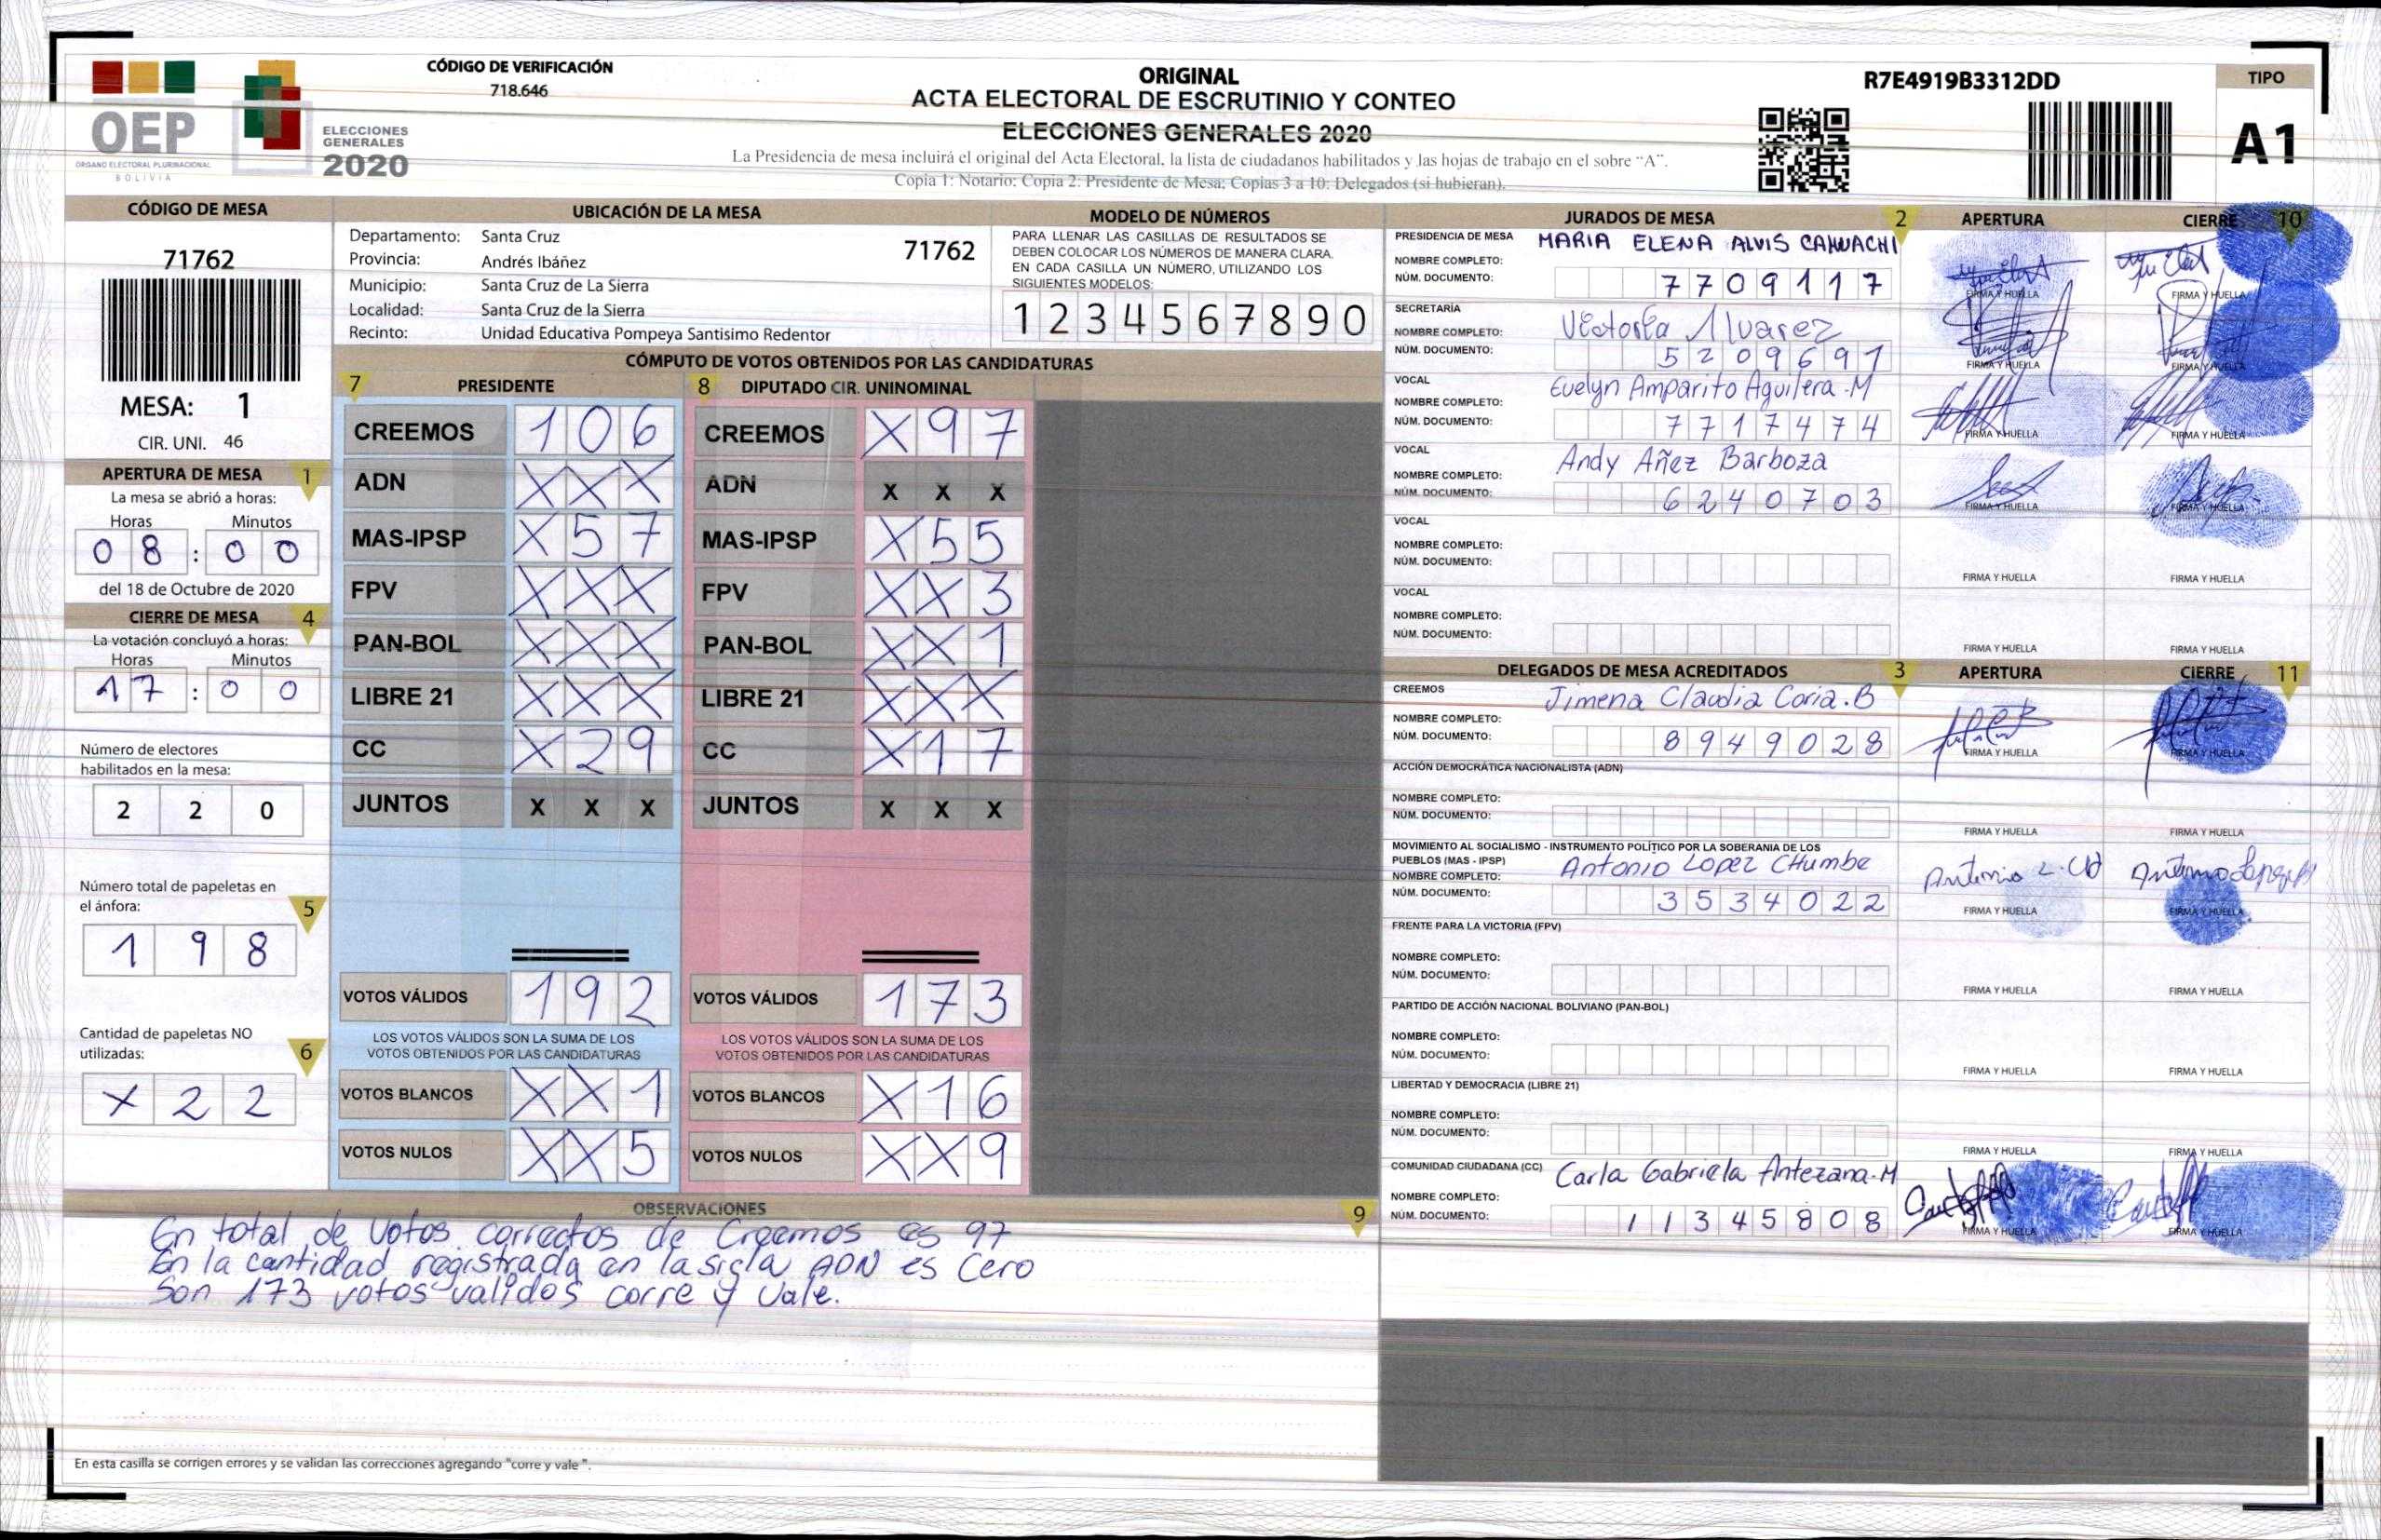 CÓDIGO DE VERIFICACIÓN
718.646
OEP
ÓRGANO ELECTORAL PLURINACIONAL
BOLIVIA
ELECCIONES
GENERALES
2020
ORIGINAL
ACTA ELECTORAL DE ESCRUTINIO Y CONTEO
ELECCIONES GENERALES 2020
La Presidencia de mesa incluirá el original del Acta Electoral, la lista de ciudadanos habilitados y las hojas de trabajo en el sobre "A".
Copia 1: Notario; Copia 2: Presidente de Mesa; Copias 3 a 10: Delegados (si hubieran).
R7E4919B3312DD
TIPO
A1
CÓDIGO DE MESA
71762
MESA: 1
CIR. UNI. 46
APERTURA DE MESA 1
La mesa se abrió a horas:
Horas Minutos
08 : 00
del 18 de Octubre de 2020
CIERRE DE MESA 4
La votación concluyó a horas:
Horas Minutos
17 : 00
Número de electores
habilitados en la mesa:
2 2 0
Número total de papeletas en
el ánfora: 5
1 9 8
Cantidad de papeletas NO
utilizadas: 6
X 2 2
UBICACIÓN DE LA MESA
Departamento: Santa Cruz
71762
Provincia: Andrés Ibáñez
Municipio: Santa Cruz de La Sierra
Localidad: Santa Cruz de la Sierra
Recinto: Unidad Educativa Pompeya Santisimo Redentor
MODELO DE NÚMEROS
PARA LLENAR LAS CASILLAS DE RESULTADOS SE
DEBEN COLOCAR LOS NÚMEROS DE MANERA CLARA.
EN CADA CASILLA UN NÚMERO, UTILIZANDO LOS
SIGUIENTES MODELOS:
1 2 3 4 5 6 7 8 9 0
CÓMPUTO DE VOTOS OBTENIDOS POR LAS CANDIDATURAS
7 PRESIDENTE
CREEMOS 1 0 6
ADN X X X
MAS-IPSP X 5 7
FPV X X X
PAN-BOL X X X
LIBRE 21 X X X
CC X 2 9
JUNTOS X X X
VOTOS VÁLIDOS 1 9 2
LOS VOTOS VÁLIDOS SON LA SUMA DE LOS
VOTOS OBTENIDOS POR LAS CANDIDATURAS
VOTOS BLANCOS X X 1
VOTOS NULOS X X 5
8 DIPUTADO CIR. UNINOMINAL
CREEMOS X 9 7
ADN X X X
MAS-IPSP X 5 5
FPV X X 3
PAN-BOL X X 1
LIBRE 21 X X X
CC X 1 7
JUNTOS X X X
VOTOS VÁLIDOS 1 7 3
LOS VOTOS VÁLIDOS SON LA SUMA DE LOS
VOTOS OBTENIDOS POR LAS CANDIDATURAS
VOTOS BLANCOS X 1 6
VOTOS NULOS X X 9
OBSERVACIONES 9
En total de Votos correctos de Creemos es 97
En la cantidad registrada en la sigla ADN es Cero
Son 173 votos validos corre y Vale.
En esta casilla se corrigen errores y se validan las correcciones agregando "corre y vale ".
JURADOS DE MESA 2 APERTURA CIERRE 10
PRESIDENCIA DE MESA MARIA ELENA ALVIS CAHUACHI
NOMBRE COMPLETO:
NÚM. DOCUMENTO: 7709117
FIRMA Y HUELLA FIRMA Y HUELLA
SECRETARÍA
NOMBRE COMPLETO: Victoria Alvarez
NÚM. DOCUMENTO: 5209691
FIRMA Y HUELLA FIRMA Y HUELLA
VOCAL Evelyn Amparito Aguilera .M
NOMBRE COMPLETO:
NÚM. DOCUMENTO: 7717474
FIRMA Y HUELLA FIRMA Y HUELLA
VOCAL Andy Añez Barboza
NOMBRE COMPLETO:
NÚM. DOCUMENTO: 6240703
FIRMA Y HUELLA FIRMA Y HUELLA
VOCAL
NOMBRE COMPLETO:
NÚM. DOCUMENTO:
FIRMA Y HUELLA FIRMA Y HUELLA
VOCAL
NOMBRE COMPLETO:
NÚM. DOCUMENTO:
FIRMA Y HUELLA FIRMA Y HUELLA
DELEGADOS DE MESA ACREDITADOS 3 APERTURA CIERRE 11
CREEMOS Jimena Claudia Coria.B
NOMBRE COMPLETO:
NÚM. DOCUMENTO: 8949028
FIRMA Y HUELLA FIRMA Y HUELLA
ACCIÓN DEMOCRÁTICA NACIONALISTA (ADN)
NOMBRE COMPLETO:
NÚM. DOCUMENTO:
FIRMA Y HUELLA FIRMA Y HUELLA
MOVIMIENTO AL SOCIALISMO - INSTRUMENTO POLÍTICO POR LA SOBERANIA DE LOS
PUEBLOS (MAS - IPSP) Antonio Lopez CHumbe
NOMBRE COMPLETO:
NÚM. DOCUMENTO: 3534022
FIRMA Y HUELLA FIRMA Y HUELLA
FRENTE PARA LA VICTORIA (FPV)
NOMBRE COMPLETO:
NÚM. DOCUMENTO:
FIRMA Y HUELLA FIRMA Y HUELLA
PARTIDO DE ACCIÓN NACIONAL BOLIVIANO (PAN-BOL)
NOMBRE COMPLETO:
NÚM. DOCUMENTO:
FIRMA Y HUELLA FIRMA Y HUELLA
LIBERTAD Y DEMOCRACIA (LIBRE 21)
NOMBRE COMPLETO:
NÚM. DOCUMENTO:
FIRMA Y HUELLA FIRMA Y HUELLA
COMUNIDAD CIUDADANA (CC) Carla Gabriela Antezana.M
NOMBRE COMPLETO:
NÚM. DOCUMENTO: 11345808
FIRMA Y HUELLA FIRMA Y HUELLA